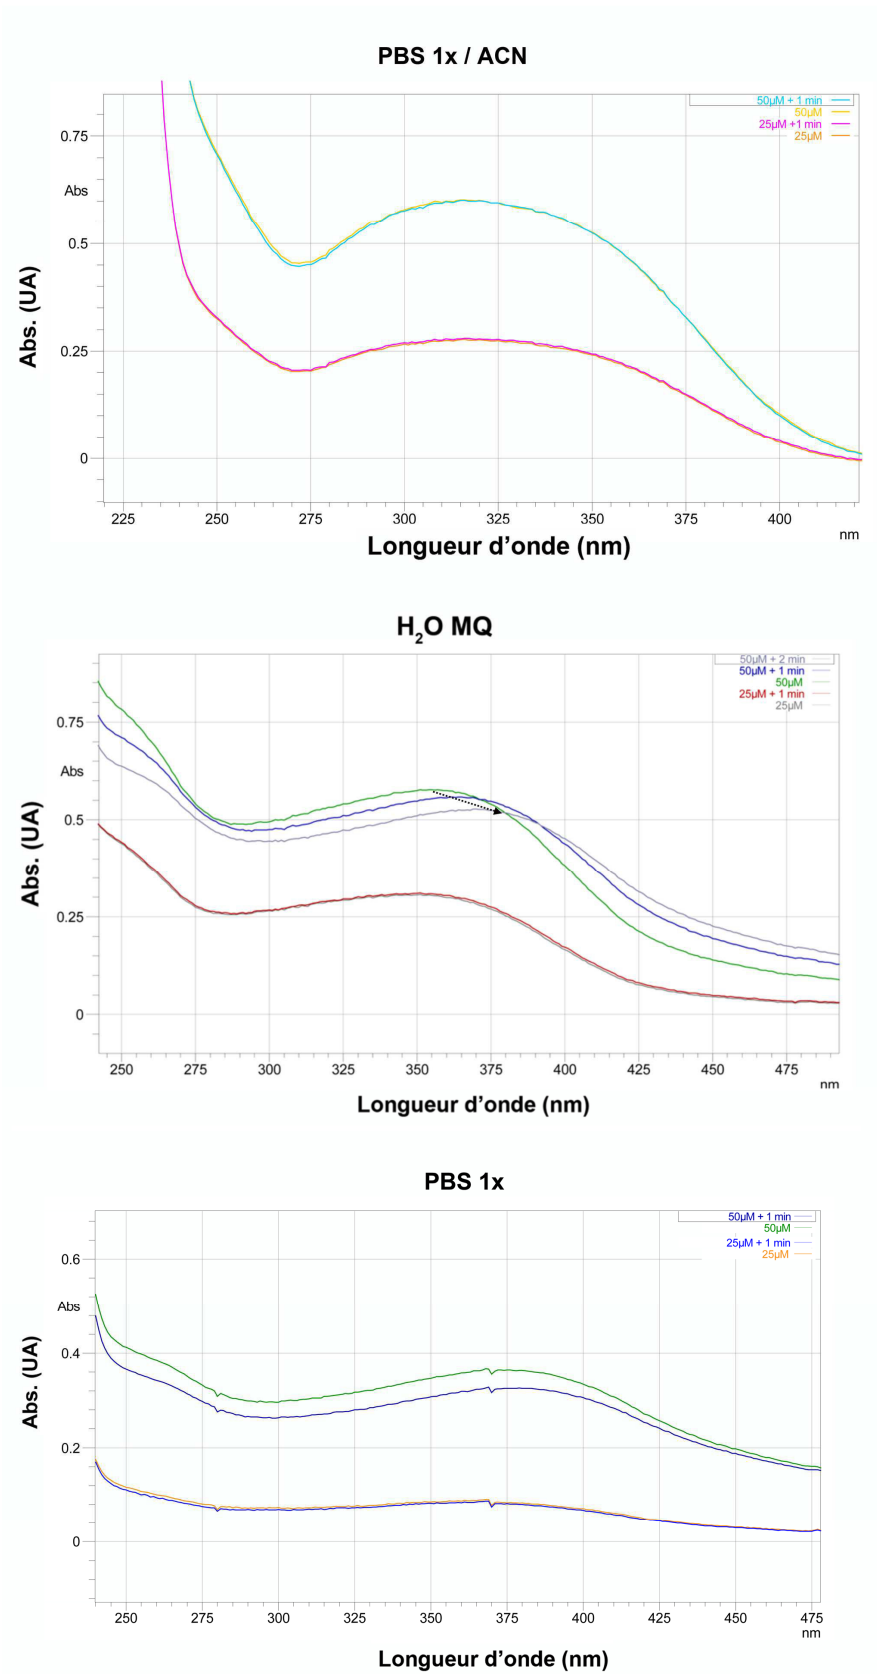 PBS 1x / ACN
50µM + 1 min
50µM
25µM +1 min
25µM
0.75
Abs
0.5
0.25
0
Abs. (UA)
225 250 275 300 325 350 375 400
nm
Longueur d’onde (nm)
H2O MQ
50µM + 2 min
50µM + 1 min
50µM
25µM + 1 min
25µM
0.75
Abs
0.5
0.25
0
Abs. (UA)
250 275 300 325 350 375 400 425 450 475
nm
Longueur d’onde (nm)
PBS 1x
50µM + 1 min
50µM
25µM + 1 min
25µM
0.6
Abs
0.4
0.2
0
Abs. (UA)
250 275 300 325 350 375 400 425 450 475
nm
Longueur d’onde (nm)